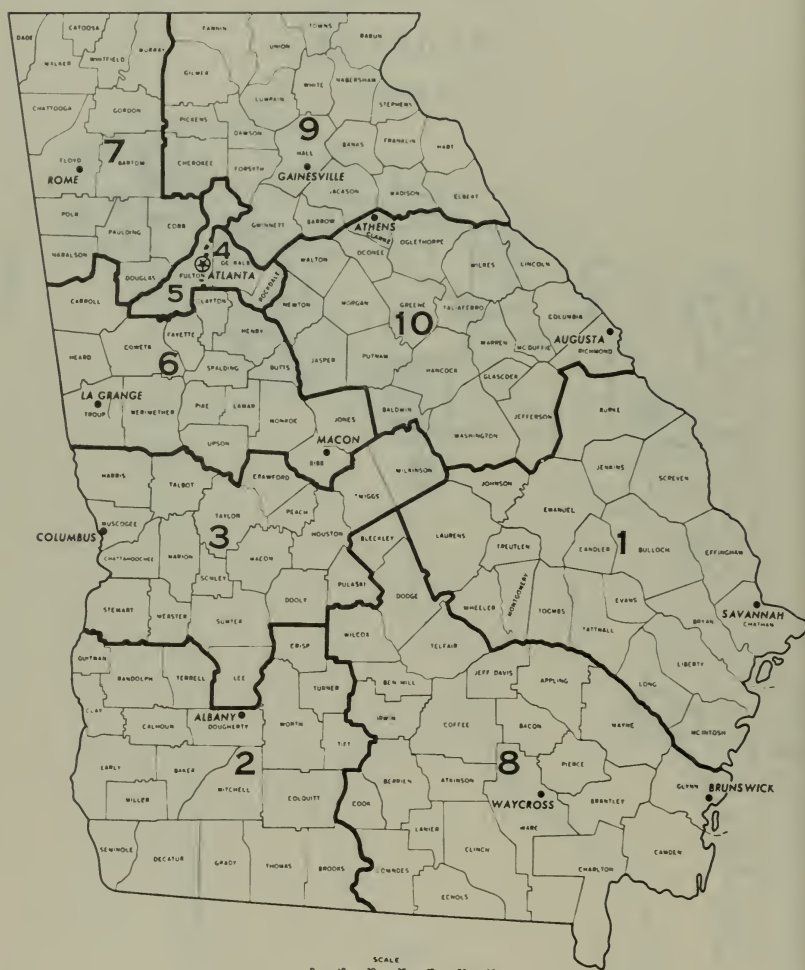 DADE CATOOSA FANNIN TOWNS RABUN
WALKER WHITFIELD MURRAY UNION
GILMER WHITE HABERSHAM
CHATTOOGA GORDON LUMPKIN STEPHENS
PICKENS DAWSON 9 BANKS FRANKLIN HART
7 HALL
FLOYD BARTOW CHEROKEE FORSYTH
ROME GAINESVILLE
JACKSON MADISON ELBERT
POLK COBB GWINNETT BARROW
PAULDING ATHENS
CLARKE OGLETHORPE
HARALSON 4 WALTON OCONEE WILKES LINCOLN
DOUGLAS DE KALB
FULTON ATLANTA
CARROLL 5 CLAYTON ROCKDALE
NEWTON MORGAN GREENE TALIAFERRO COLUMBIA
10 AUGUSTA
FAYETTE HENRY WARREN MCDUFFIE RICHMOND
HEARD COWETA
6 SPALDING BUTTS JASPER PUTNAM HANCOCK GLASCOCK
LA GRANGE
TROUP MERIWETHER PIKE LAMAR MONROE JONES BALDWIN JEFFERSON BURKE
UPSON MACON WASHINGTON
BIBB
HARRIS TALBOT CRAWFORD WILKINSON JENKINS SCREVEN
TWIGGS JOHNSON
TAYLOR PEACH EMANUEL
MUSCOGEE HOUSTON
COLUMBUS 3 BLECKLEY LAURENS 1
CHATTAHOOCHEE MARION MACON TREUTLEN CANDLER BULLOCH EFFINGHAM
SCHLEY PULASKI
STEWART WEBSTER DOOLY DODGE WHEELER MONTGOMERY TOOMBS EVANS SAVANNAH
SUMTER TATTNALL BRYAN CHATHAM
WILCOX TELFAIR
QUITMAN CRISP LIBERTY
RANDOLPH TERRELL LEE JEFF DAVIS APPLING LONG
TURNER BEN HILL
CLAY ALBANY WORTH
CALHOUN DOUGHERTY IRWIN COFFEE BACON WAYNE MCINTOSH
TIFT
EARLY BAKER 2 8 PIERCE
MITCHELL BERRIEN ATKINSON GLYNN BRUNSWICK
MILLER COLQUITT COOK WAYCROSS BRANTLEY
LANIER WARE
SEMINOLE DECATUR GRADY THOMAS BROOKS LOWNDES CLINCH CAMDEN
CHARLTON
ECHOLS
SCALE